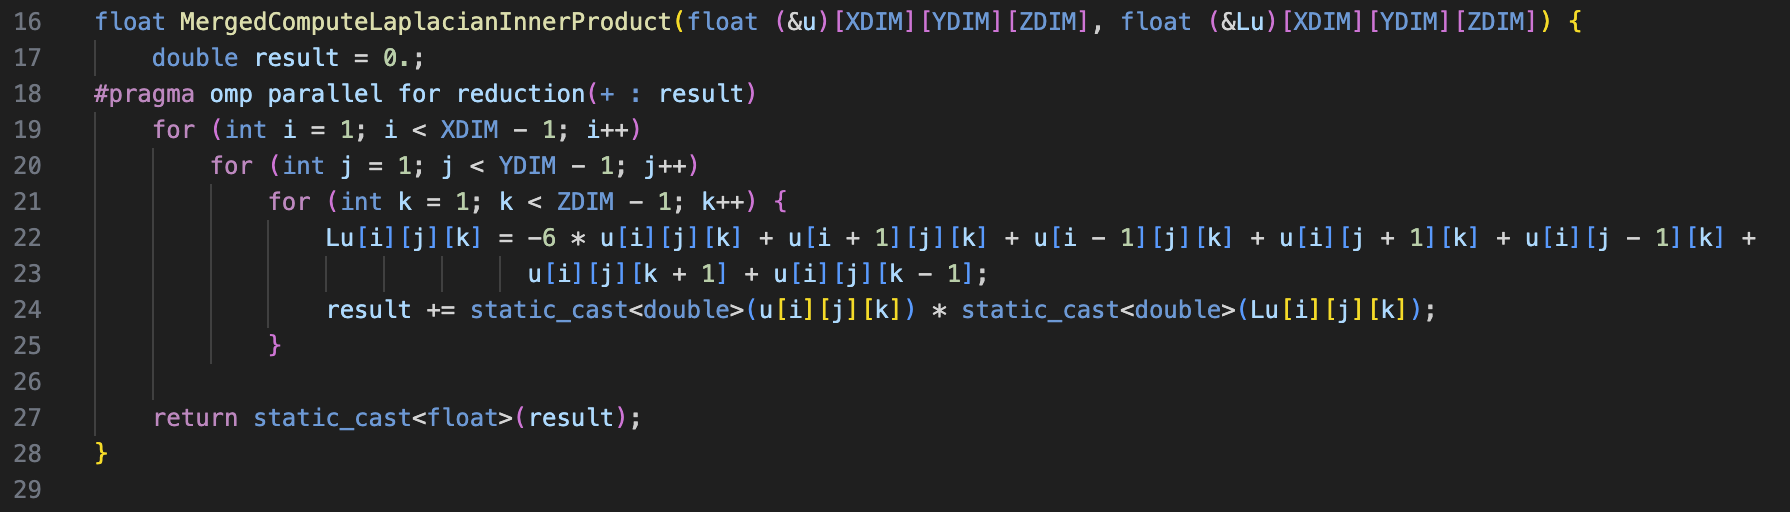 16 float MergedComputeLaplacianInnerProduct(float (&u)[XDIM][YDIM][ZDIM], float (&Lu)[XDIM][YDIM][ZDIM]) {
17     double result = 0.;
18 #pragma omp parallel for reduction(+ : result)
19     for (int i = 1; i < XDIM - 1; i++)
20         for (int j = 1; j < YDIM - 1; j++)
21             for (int k = 1; k < ZDIM - 1; k++) {
22                 Lu[i][j][k] = -6 * u[i][j][k] + u[i + 1][j][k] + u[i - 1][j][k] + u[i][j + 1][k] + u[i][j - 1][k] +
23                               u[i][j][k + 1] + u[i][j][k - 1];
24                 result += static_cast<double>(u[i][j][k]) * static_cast<double>(Lu[i][j][k]);
25             }
26
27     return static_cast<float>(result);
28 }
29